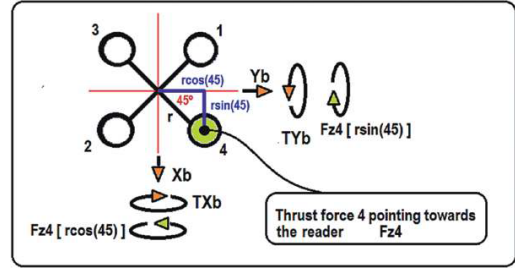 3
1
rcos(45)
45º
rsin(45)
r
2
4
Yb
TYb
Fz4 [ rsin(45) ]
Xb
TXb
Fz4 [ rcos(45) ]
Thrust force 4 pointing towards
the reader Fz4